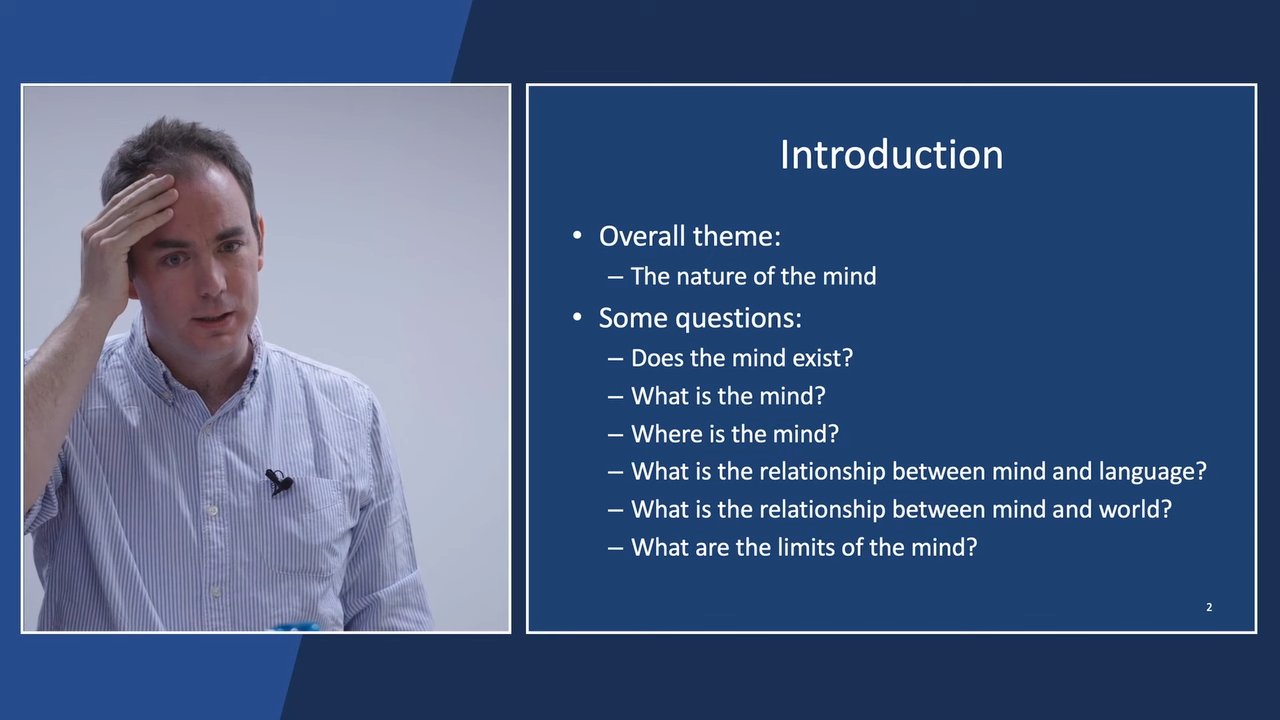 Introduction
• Overall theme:
– The nature of the mind
• Some questions:
– Does the mind exist?
– What is the mind?
– Where is the mind?
– What is the relationship between mind and language?
– What is the relationship between mind and world?
– What are the limits of the mind?
2